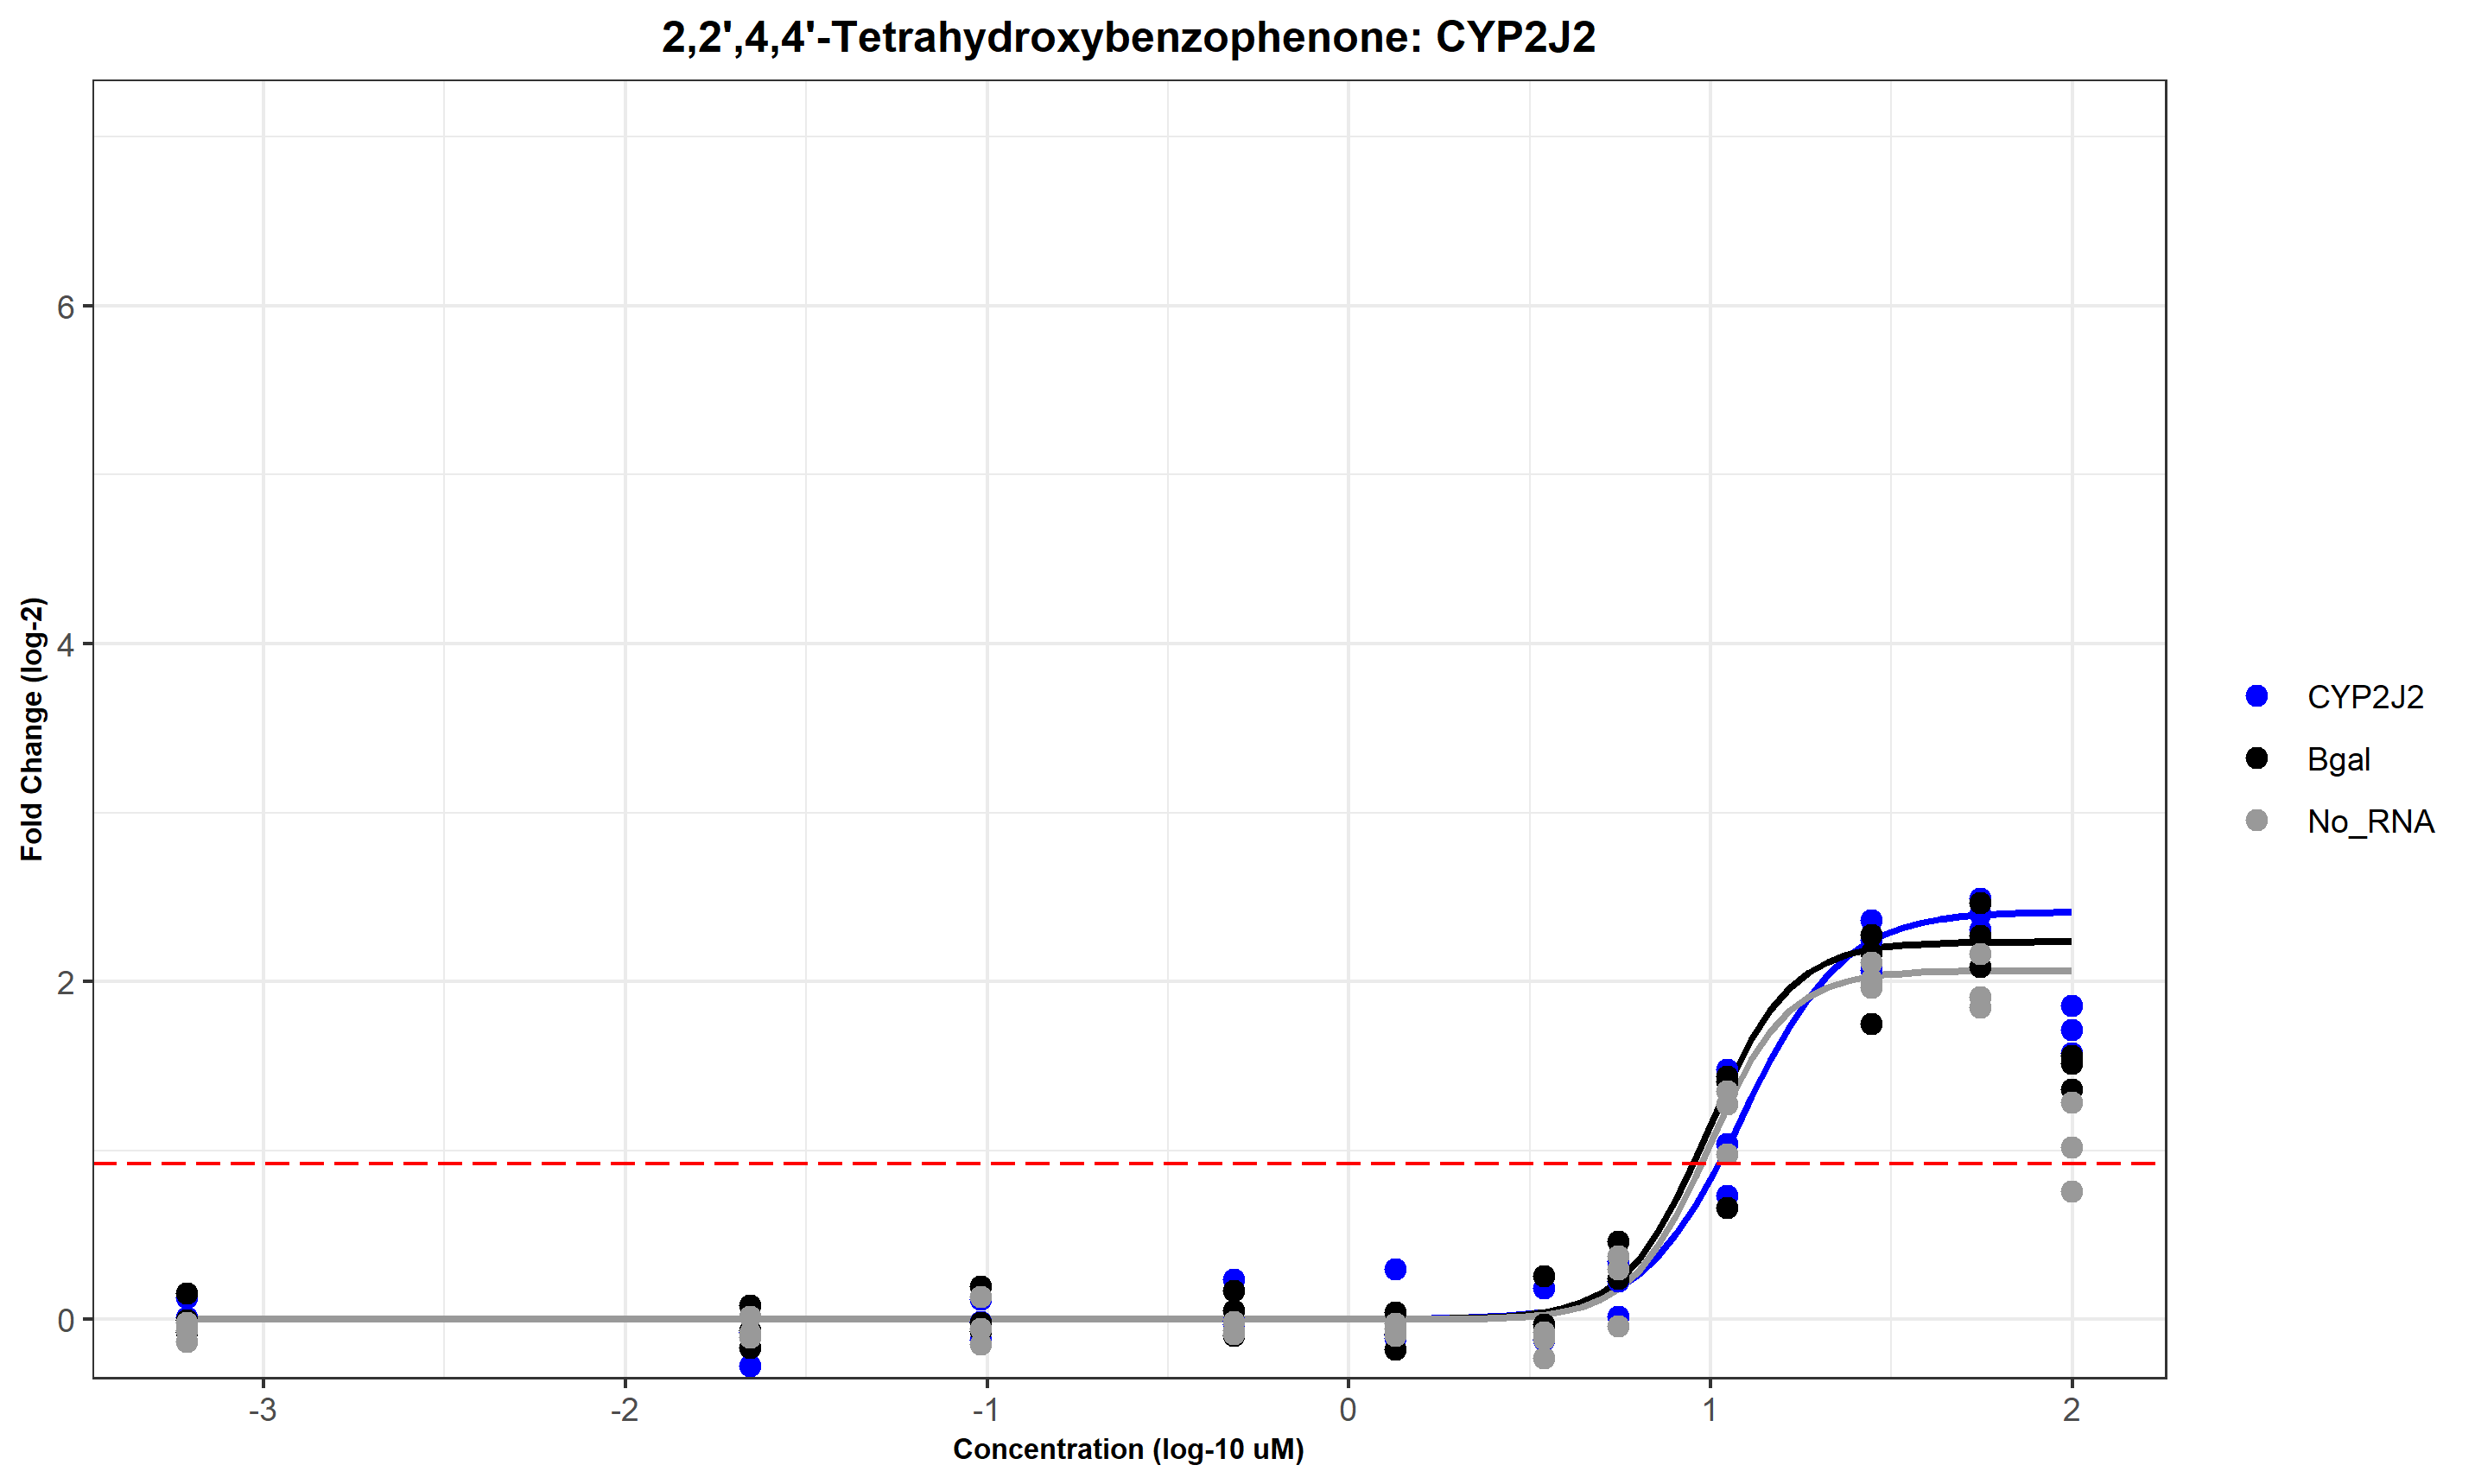 2,2',4,4'-Tetrahydroxybenzophenone: CYP2J2
Fold Change (log-2)
6
4
2
0
-3
-2
-1
0
1
2
Concentration (log-10 uM)
CYP2J2
Bgal
No_RNA